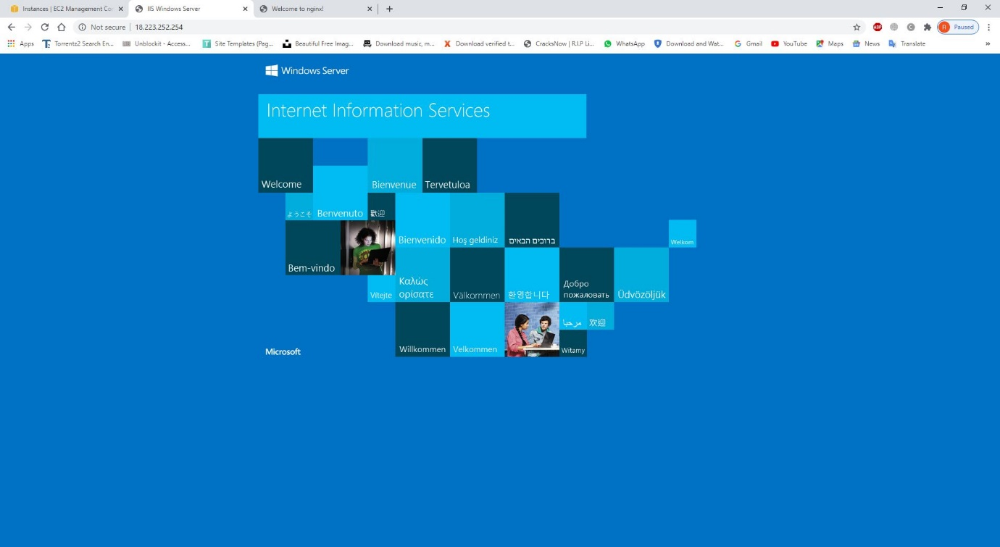 Instances | EC2 Management Con
IIS Windows Server
Welcome to nginx!
Not secure | 18.223.252.254
ABP
C
R Paused
Apps
Torrentz2 Search En...
Unblockit - Access...
Site Templates (Pag...
Beautiful Free Imag...
Download music, m...
Download verified t...
CracksNow | R.I.P Li...
WhatsApp
Download and Wat...
Gmail
YouTube
Maps
News
Translate
»
Windows Server
Internet Information Services
Welcome
Bienvenue
Tervetuloa
ようこそ
Benvenuto
歡迎
Bienvenido
Hoş geldiniz
ברוכים הבאים
Welkom
Bem-vindo
Vítejte
Καλώς
ορίσατε
Välkommen
환영합니다
Добро
пожаловать
Üdvözöljük
Willkommen
Velkommen
مرحبا
欢迎
Witamy
Microsoft